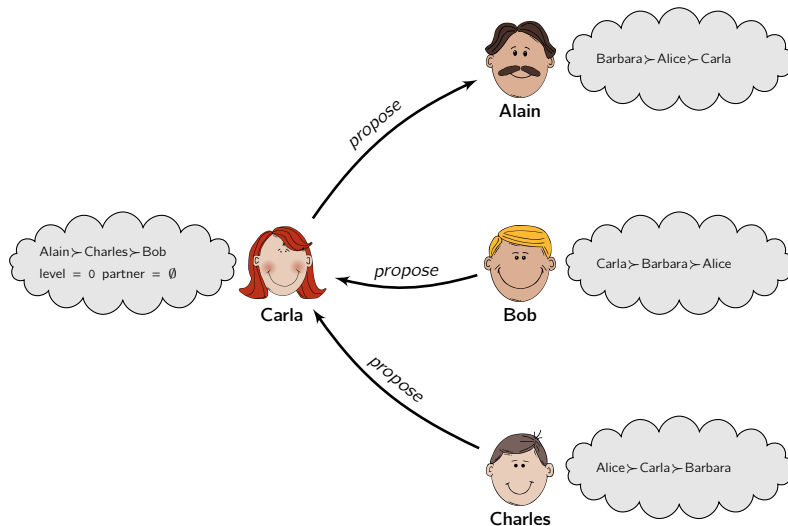 Barbara≻Alice≻Carla
Alain
propose
Alain≻Charles≻Bob
level = 0 partner = ∅
Carla
propose
Carla≻Barbara≻Alice
Bob
propose
Alice≻Carla≻Barbara
Charles